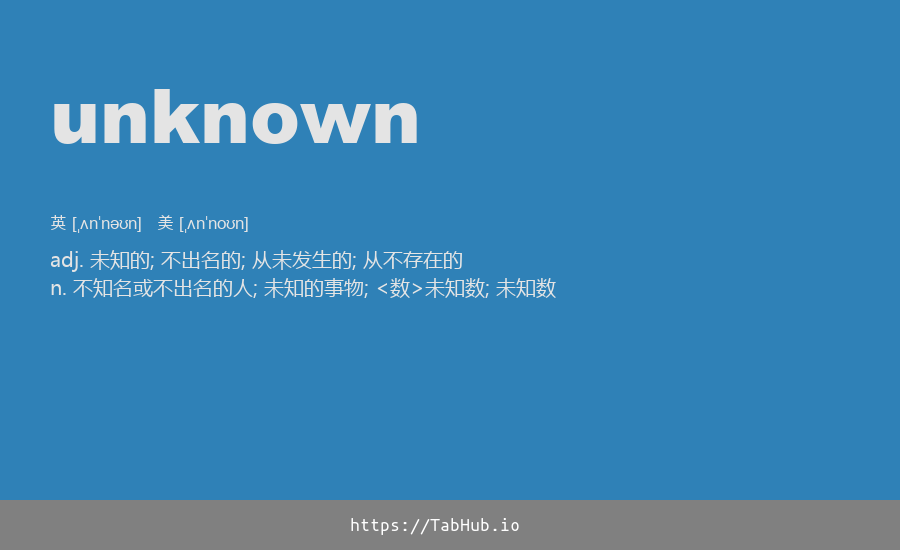 unknown
英 [ˌʌnˈnəʊn] 美 [ˌʌnˈnoʊn]
adj. 未知的; 不出名的; 从未发生的; 从不存在的
n. 不知名或不出名的人; 未知的事物; <数>未知数; 未知数
https://TabHub.io